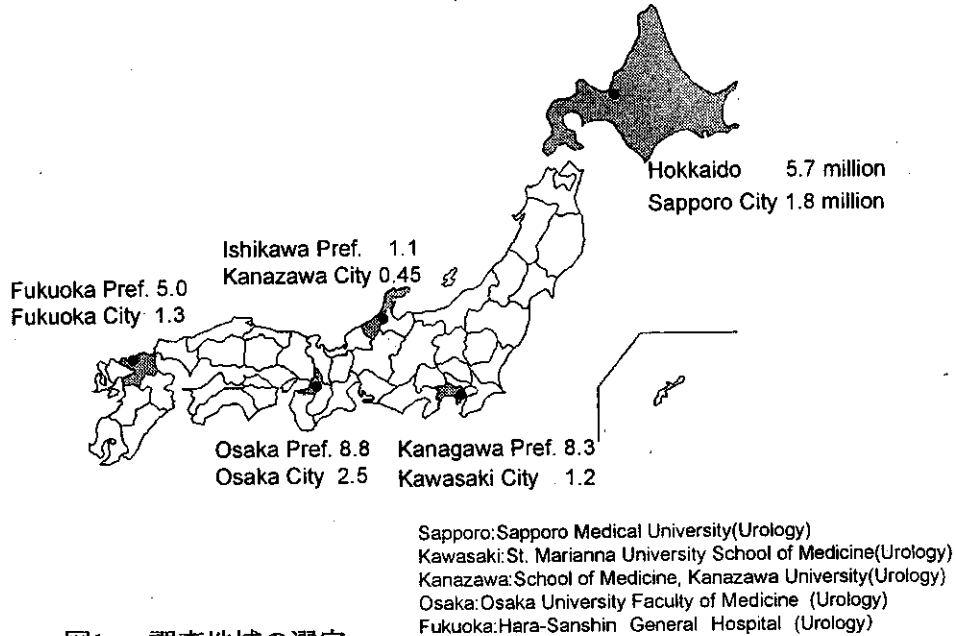 Hokkaido 5.7 million
Sapporo City 1.8 million
Ishikawa Pref. 1.1
Kanazawa City 0.45
Fukuoka Pref. 5.0
Fukuoka City 1.3
Osaka Pref. 8.8
Osaka City 2.5
Kanagawa Pref. 8.3
Kawasaki City 1.2
Sapporo:Sapporo Medical University(Urology)
Kawasaki:St. Marianna University School of Medicine(Urology)
Kanazawa:School of Medicine, Kanazawa University(Urology)
Osaka:Osaka University Faculty of Medicine (Urology)
Fukuoka:Hara-Sanshin General Hospital (Urology)
調査地域の選定